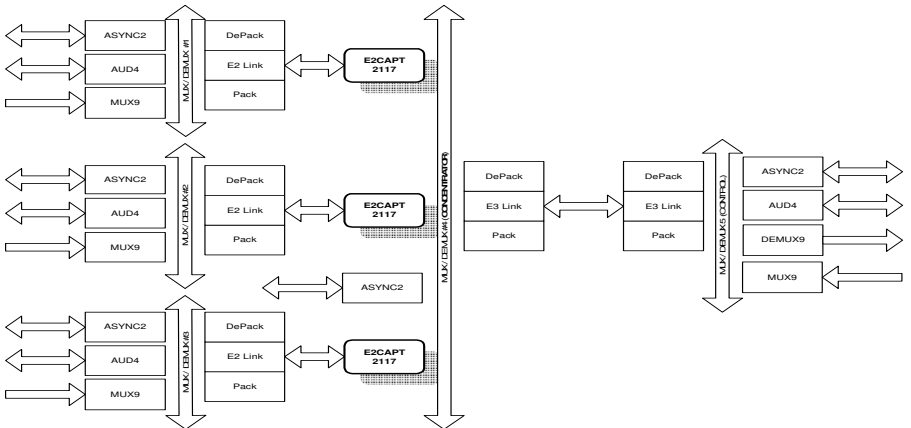 ASYNC2
AUD4
MUX9
MUX/ DEMUX #1
DePack
E2 Link
Pack
E2CAPT
2117
ASYNC2
AUD4
MUX9
MUX/ DEMUX #2
DePack
E2 Link
Pack
E2CAPT
2117
ASYNC2
ASYNC2
AUD4
MUX9
MUX/ DEMUX #3
DePack
E2 Link
Pack
E2CAPT
2117
MUX/ DEMUX #4 (CONCENTRATOR)
DePack
E3 Link
Pack
DePack
E3 Link
Pack
MUX/ DEMUX 5 (CONTROL)
ASYNC2
AUD4
DEMUX9
MUX9